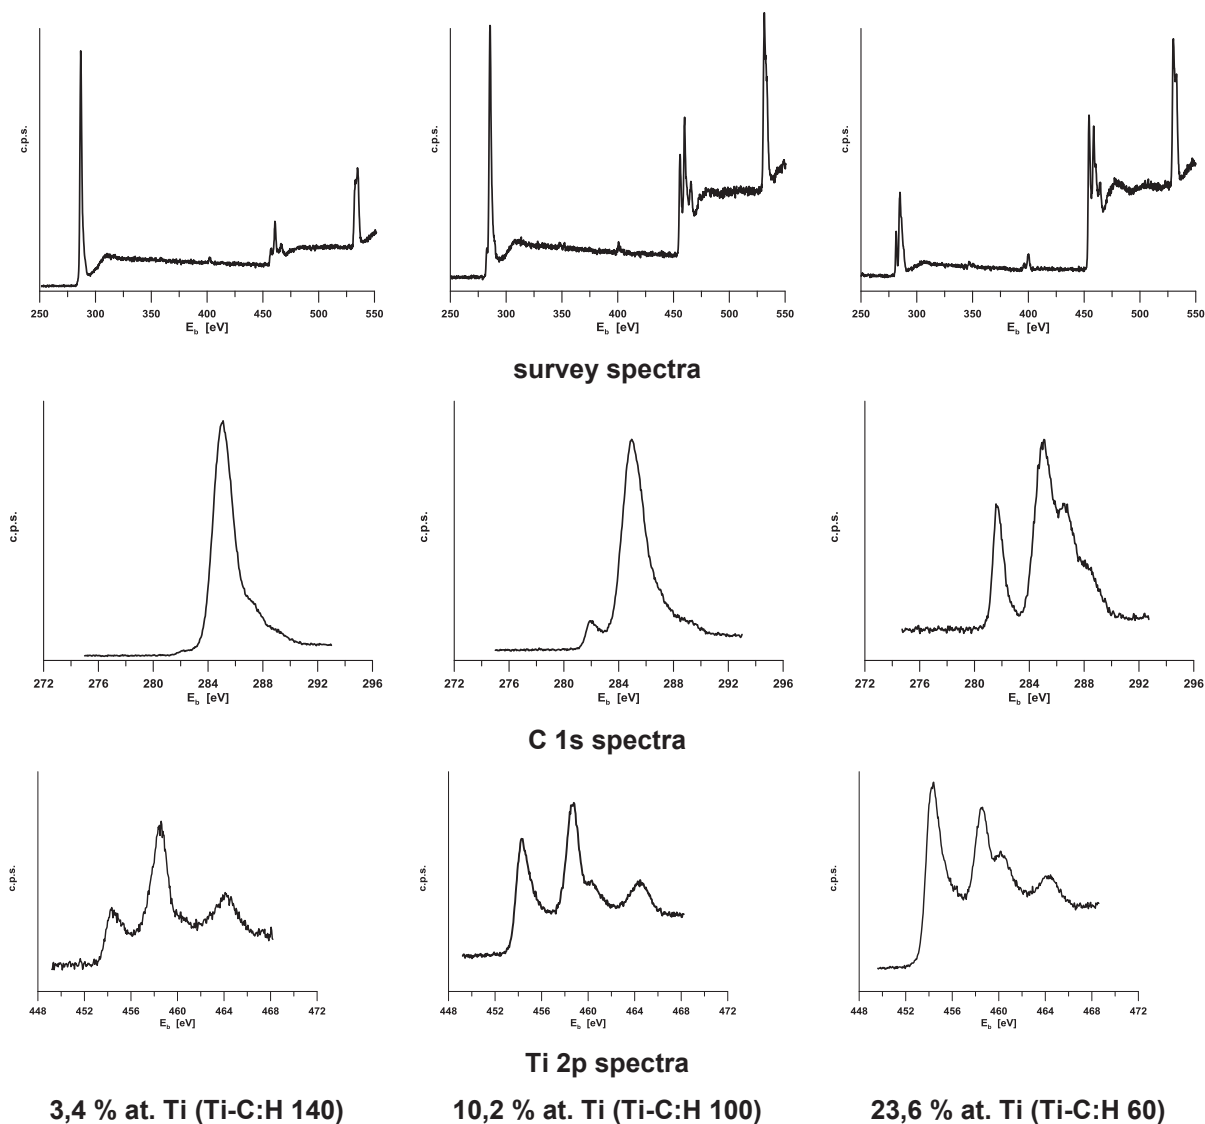 c.p.s. c.p.s. c.p.s.
250 300 350 400 450 500 550 250 300 350 400 450 500 550 250 300 350 400 450 500 550
E_b [eV] E_b [eV] E_b [eV]
survey spectra
c.p.s. c.p.s. c.p.s.
272 276 280 284 288 292 296 272 276 280 284 288 292 296 272 276 280 284 288 292 296
E_b [eV] E_b [eV] E_b [eV]
C 1s spectra
c.p.s. c.p.s. c.p.s.
448 452 456 460 464 468 472 448 452 456 460 464 468 472 448 452 456 460 464 468 472
E_b [eV] E_b [eV] E_b [eV]
Ti 2p spectra
3,4 % at. Ti (Ti-C:H 140) 10,2 % at. Ti (Ti-C:H 100) 23,6 % at. Ti (Ti-C:H 60)